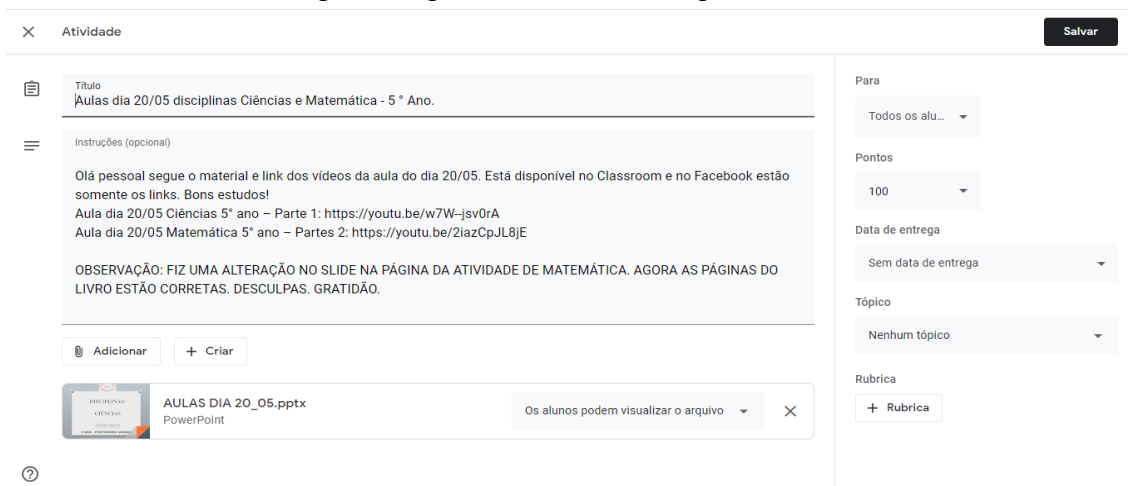 Atividade
Salvar
Título
Aulas dia 20/05 disciplinas Ciências e Matemática - 5 ° Ano.
Instruções (opcional)
Olá pessoal segue o material e link dos vídeos da aula do dia 20/05. Está disponível no Classroom e no Facebook estão
somente os links. Bons estudos!
Aula dia 20/05 Ciências 5° ano – Parte 1: https://youtu.be/w7W--jsv0rA
Aula dia 20/05 Matemática 5° ano – Partes 2: https://youtu.be/2iazCpJL8jE
OBSERVAÇÃO: FIZ UMA ALTERAÇÃO NO SLIDE NA PÁGINA DA ATIVIDADE DE MATEMÁTICA. AGORA AS PÁGINAS DO
LIVRO ESTÃO CORRETAS. DESCULPAS. GRATIDÃO.
Adicionar
+ Criar
DISCIPLINAS:
CIÊNCIAS
20/05/2020
AULAS DIA 20_05.pptx
PowerPoint
Os alunos podem visualizar o arquivo
Para
Todos os alu...
Pontos
100
Data de entrega
Sem data de entrega
Tópico
Nenhum tópico
Rubrica
+ Rubrica